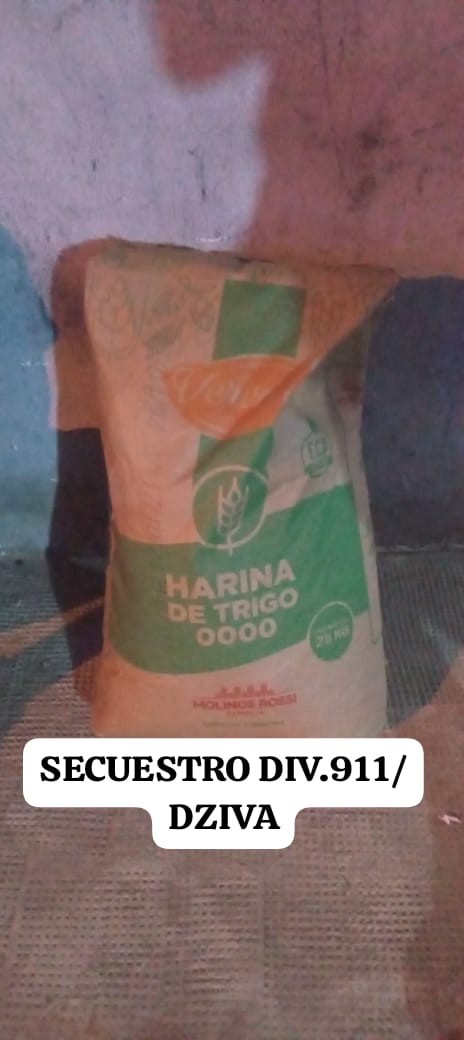 HARINA
DE TRIGO
0000
25 KG
MOLINOS ROSSI
SECUESTRO DIV.911/
DZIVA